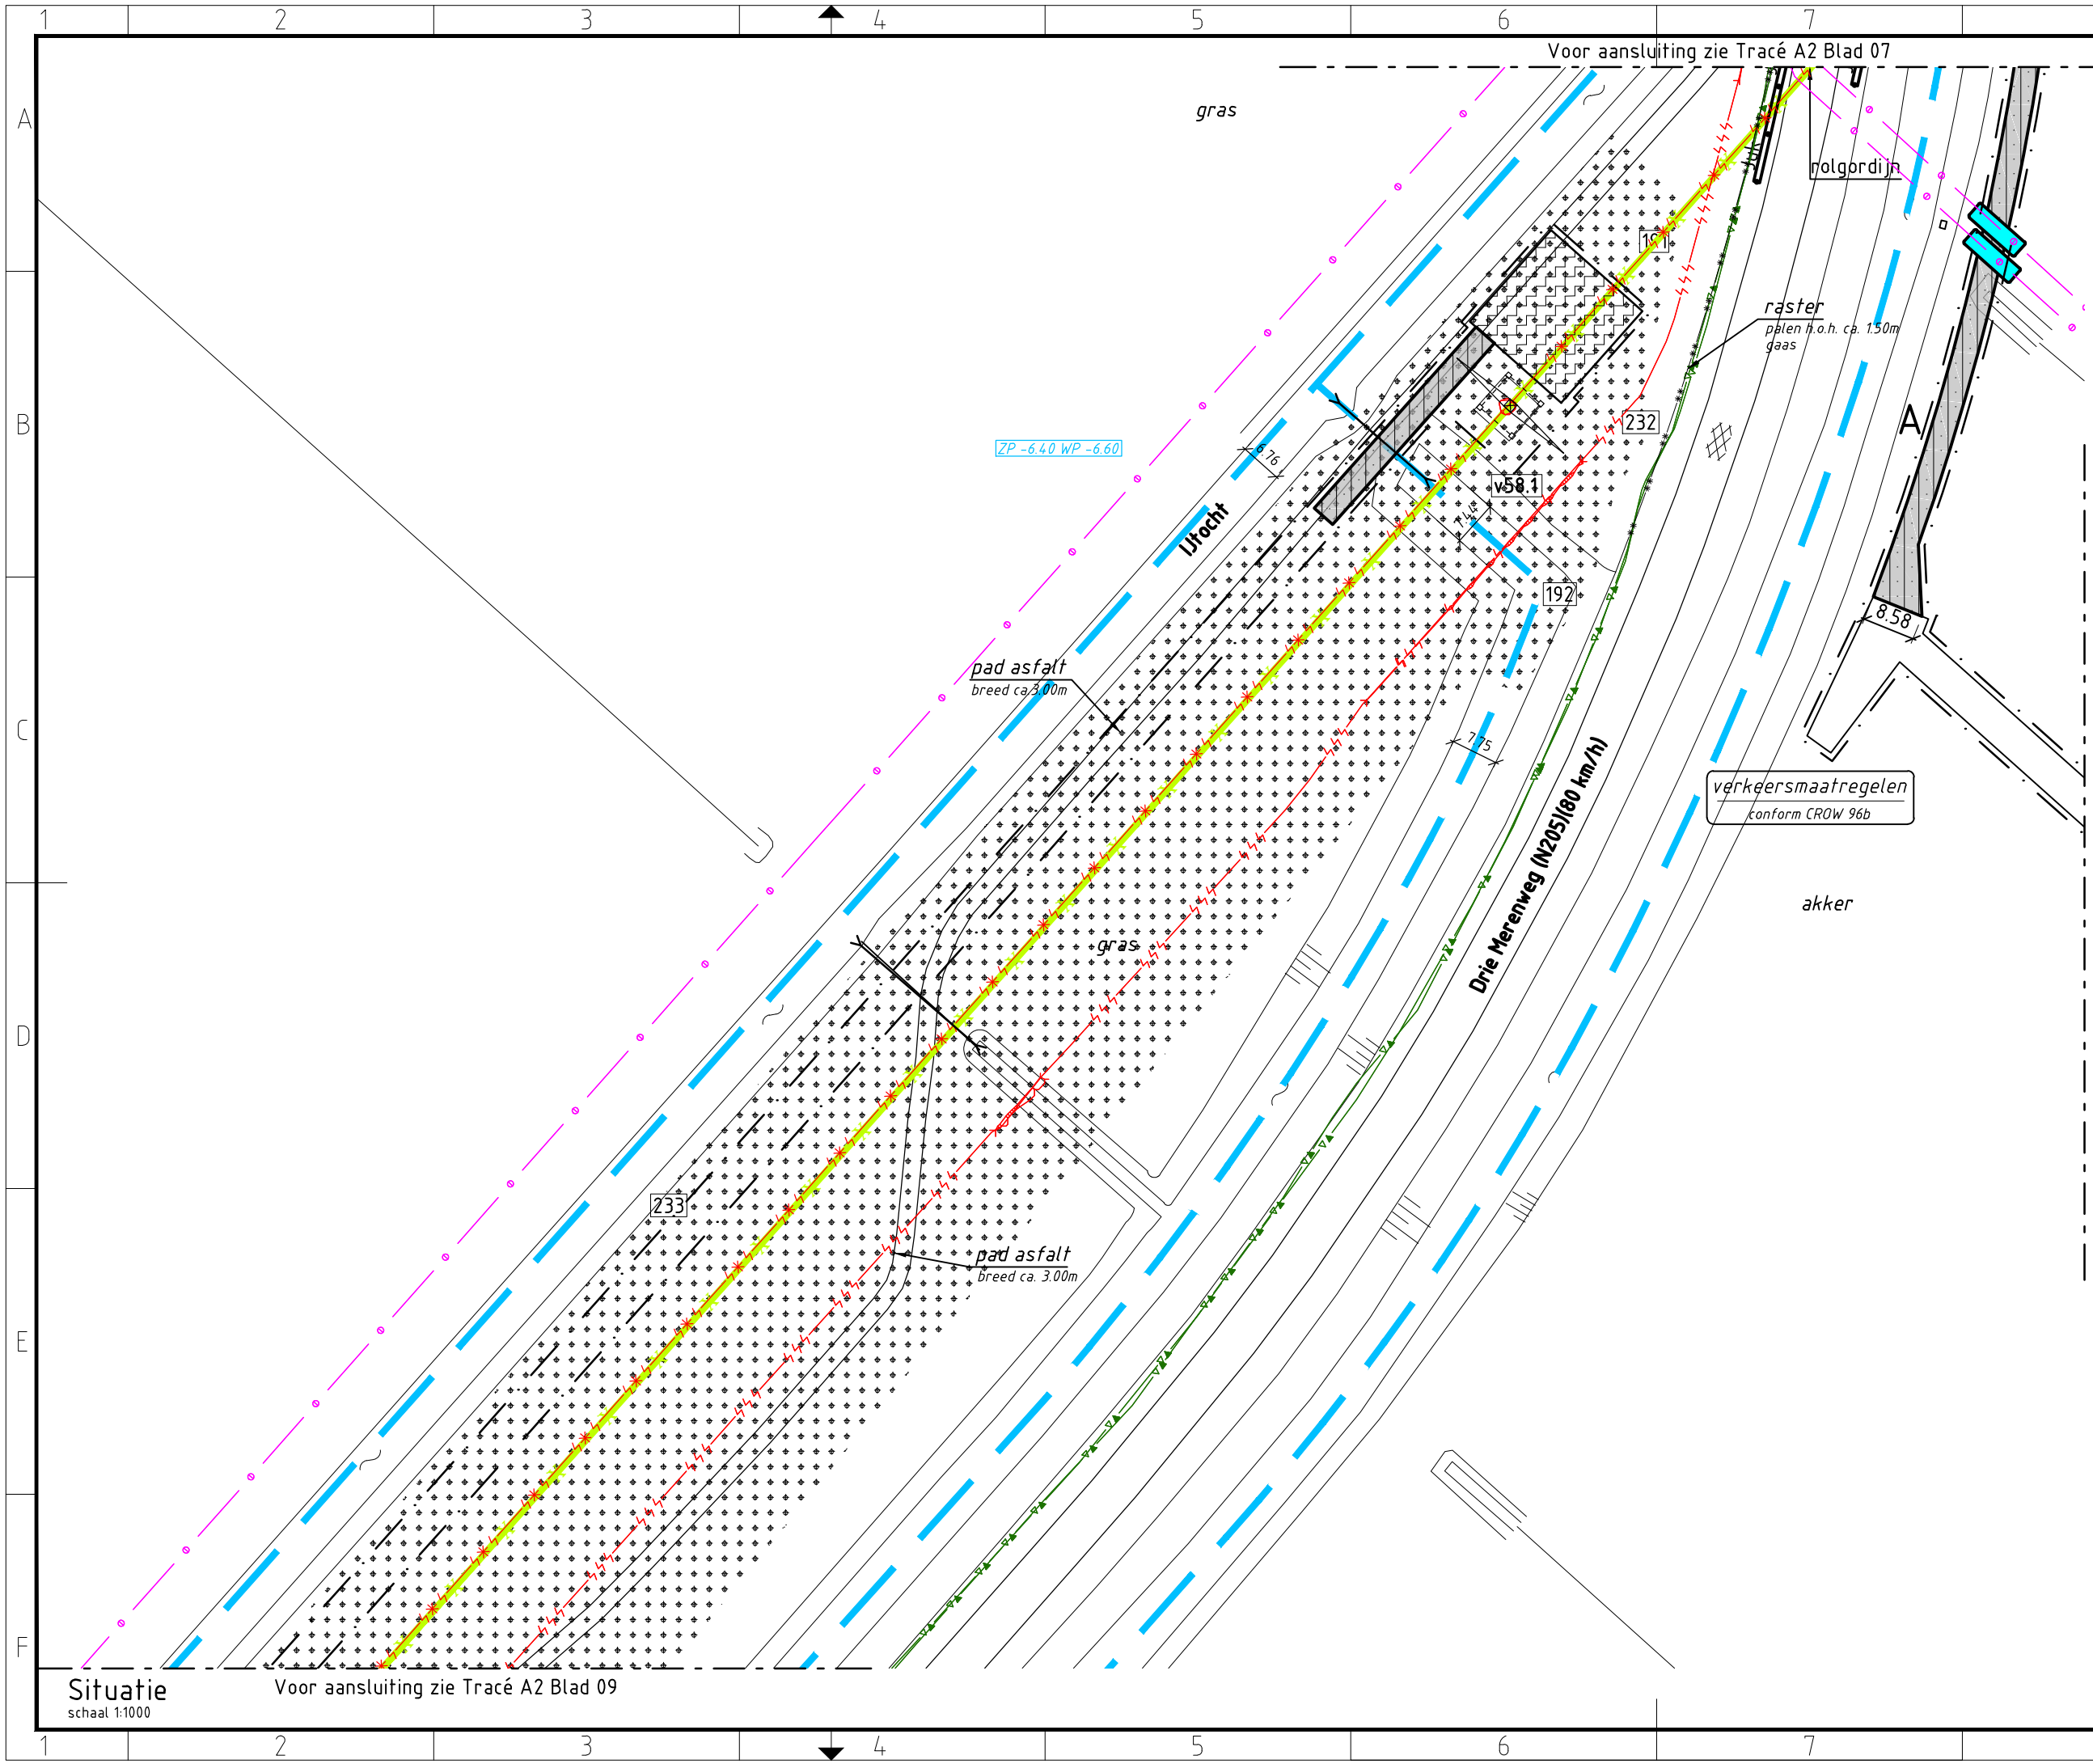 1 2 3 4 5 6 7
Voor aansluiting zie Tracé A2 Blad 07
A
gras
Juk
rolgordijn
191
raster
palen h.o.h. ca. 1.50m
gaas
B
232
A
ZP -6.40 WP -6.60
6.76
v58.1
7.44
IJtocht
192
8.58
pad asfalt
breed ca.3.00m
C
7.75
verkeersmaatregelen
conform CROW 96b
Drie Merenweg (N205)(80 km/h)
akker
gras
D
233
pad asfalt
breed ca. 3.00m
E
F
Situatie
schaal 1:1000
Voor aansluiting zie Tracé A2 Blad 09
1 2 3 4 5 6 7